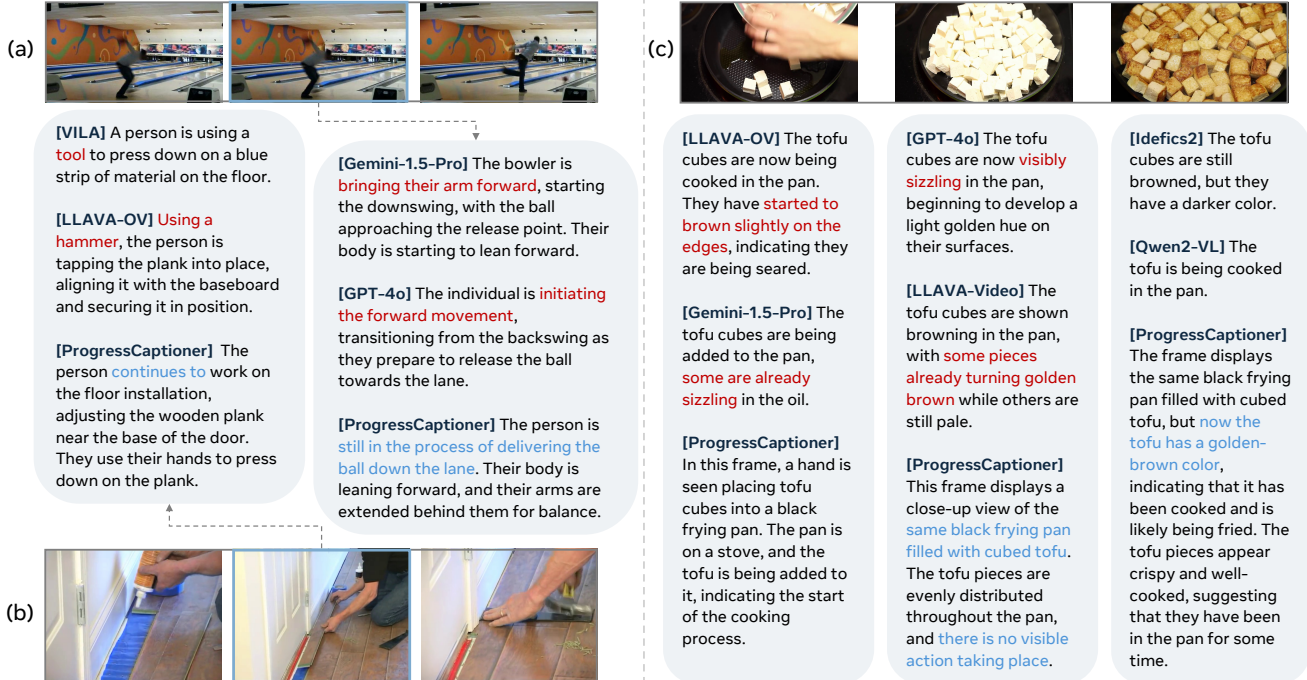 (a)
[VILA] A person is using a
tool to press down on a blue
strip of material on the floor.
[LLAVA-OV] Using a
hammer, the person is
tapping the plank into place,
aligning it with the baseboard
and securing it in position.
[ProgressCaptioner] The
person continues to work on
the floor installation,
adjusting the wooden plank
near the base of the door.
They use their hands to press
down on the plank.
[Gemini-1.5-Pro] The bowler is
bringing their arm forward, starting
the downswing, with the ball
approaching the release point. Their
body is starting to lean forward.
[GPT-4o] The individual is initiating
the forward movement,
transitioning from the backswing as
they prepare to release the ball
towards the lane.
[ProgressCaptioner] The person is
still in the process of delivering the
ball down the lane. Their body is
leaning forward, and their arms are
extended behind them for balance.
(b)
(c)
[LLAVA-OV] The tofu
cubes are now being
cooked in the pan.
They have started to
brown slightly on the
edges, indicating they
are being seared.
[Gemini-1.5-Pro] The
tofu cubes are being
added to the pan,
some are already
sizzling in the oil.
[ProgressCaptioner]
In this frame, a hand is
seen placing tofu
cubes into a black
frying pan. The pan is
on a stove, and the
tofu is being added to
it, indicating the start
of the cooking
process.
[GPT-4o] The tofu
cubes are now visibly
sizzling in the pan,
beginning to develop a
light golden hue on
their surfaces.
[LLAVA-Video] The
tofu cubes are shown
browning in the pan,
with some pieces
already turning golden
brown while others are
still pale.
[ProgressCaptioner]
This frame displays a
close-up view of the
same black frying pan
filled with cubed tofu.
The tofu pieces are
evenly distributed
throughout the pan,
and there is no visible
action taking place.
[Idefics2] The tofu
cubes are still
browned, but they
have a darker color.
[Qwen2-VL] The
tofu is being cooked
in the pan.
[ProgressCaptioner]
The frame displays
the same black frying
pan filled with cubed
tofu, but now the
tofu has a golden-
brown color,
indicating that it has
been cooked and is
likely being fried. The
tofu pieces appear
crispy and well-
cooked, suggesting
that they have been
in the pan for some
time.